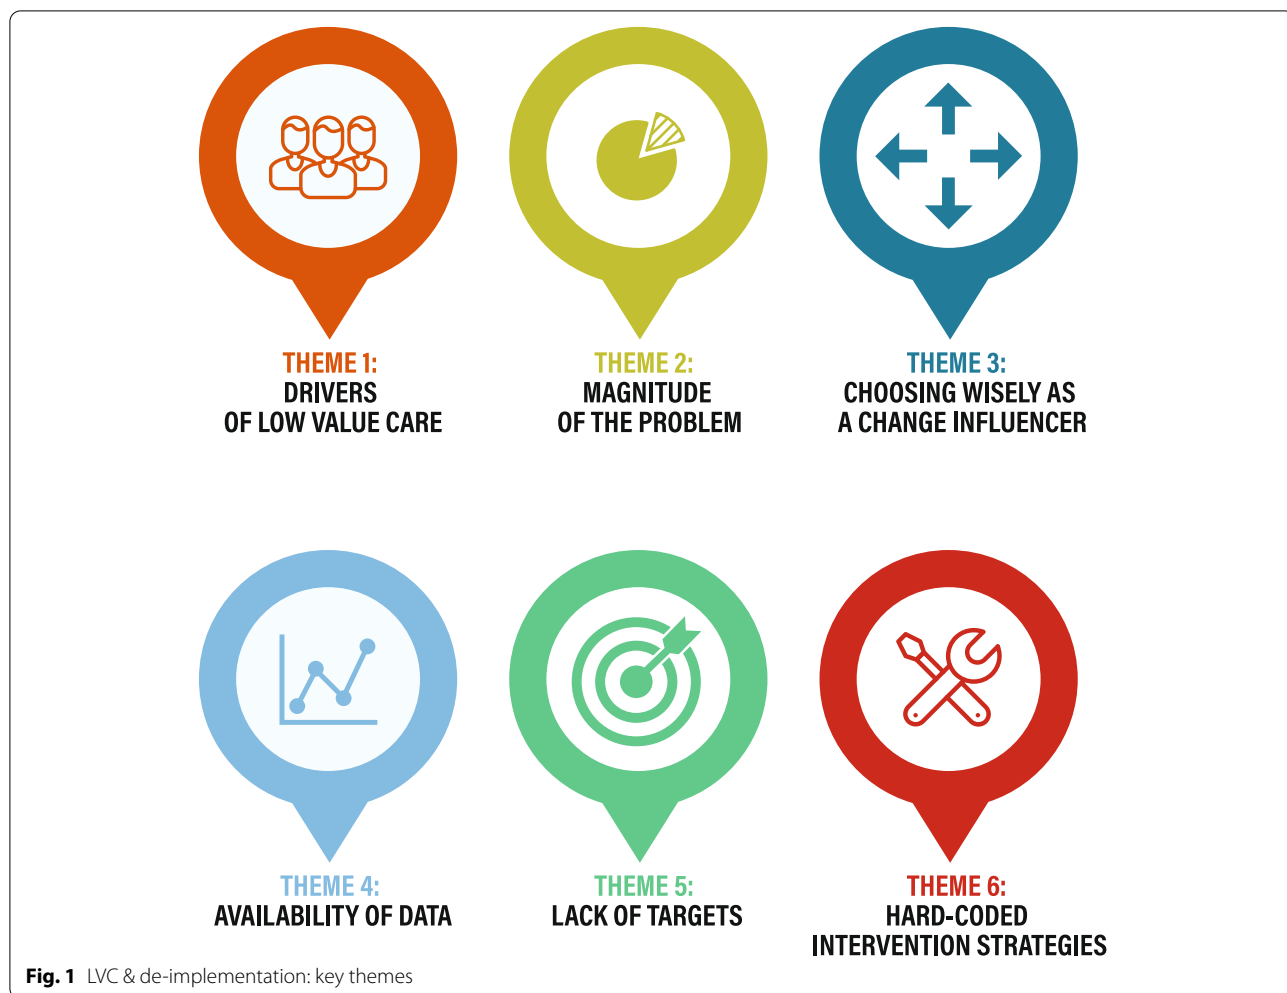 THEME 1:
DRIVERS
OF LOW VALUE CARE
THEME 2:
MAGNITUDE
OF THE PROBLEM
THEME 3:
CHOOSING WISELY AS
A CHANGE INFLUENCER
THEME 4:
AVAILABILITY OF DATA
THEME 5:
LACK OF TARGETS
THEME 6:
HARD-CODED
INTERVENTION STRATEGIES
Fig. 1 LVC & de-implementation: key themes